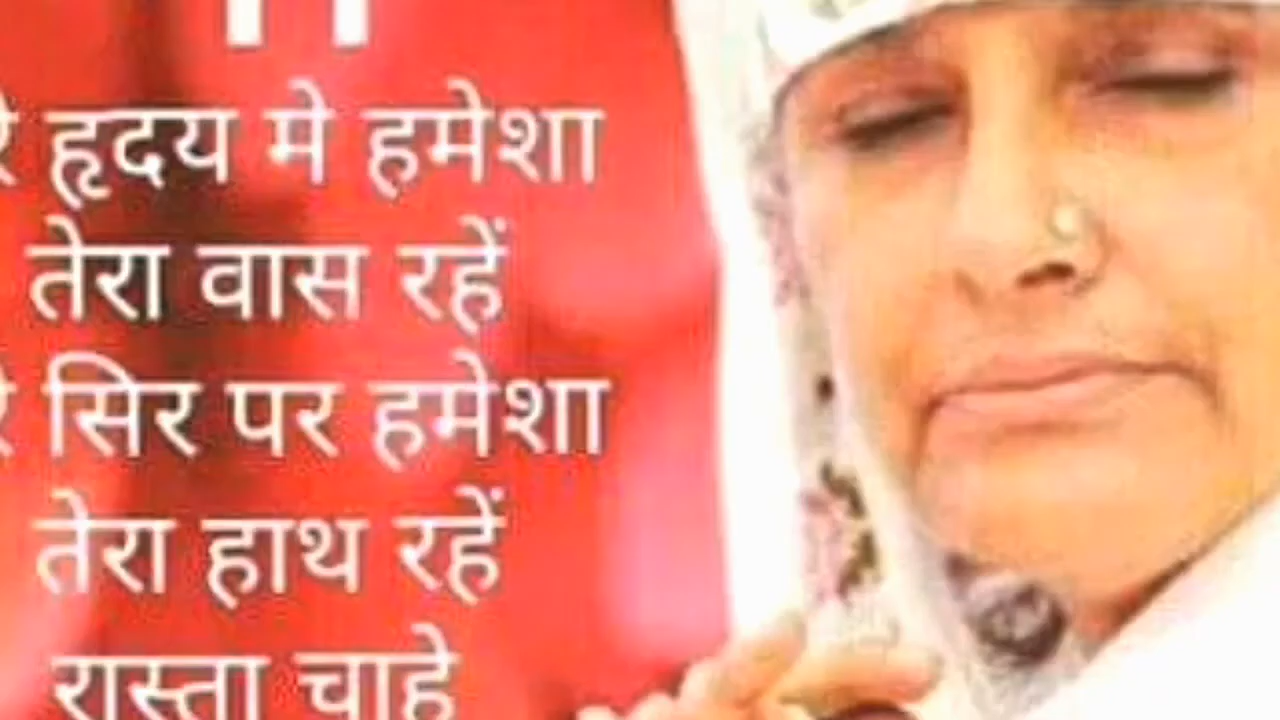 हृदय मे हमेशा
तेरा वास रहें
सिर पर हमेशा
तेरा हाथ रहें
रास्ता चाहे